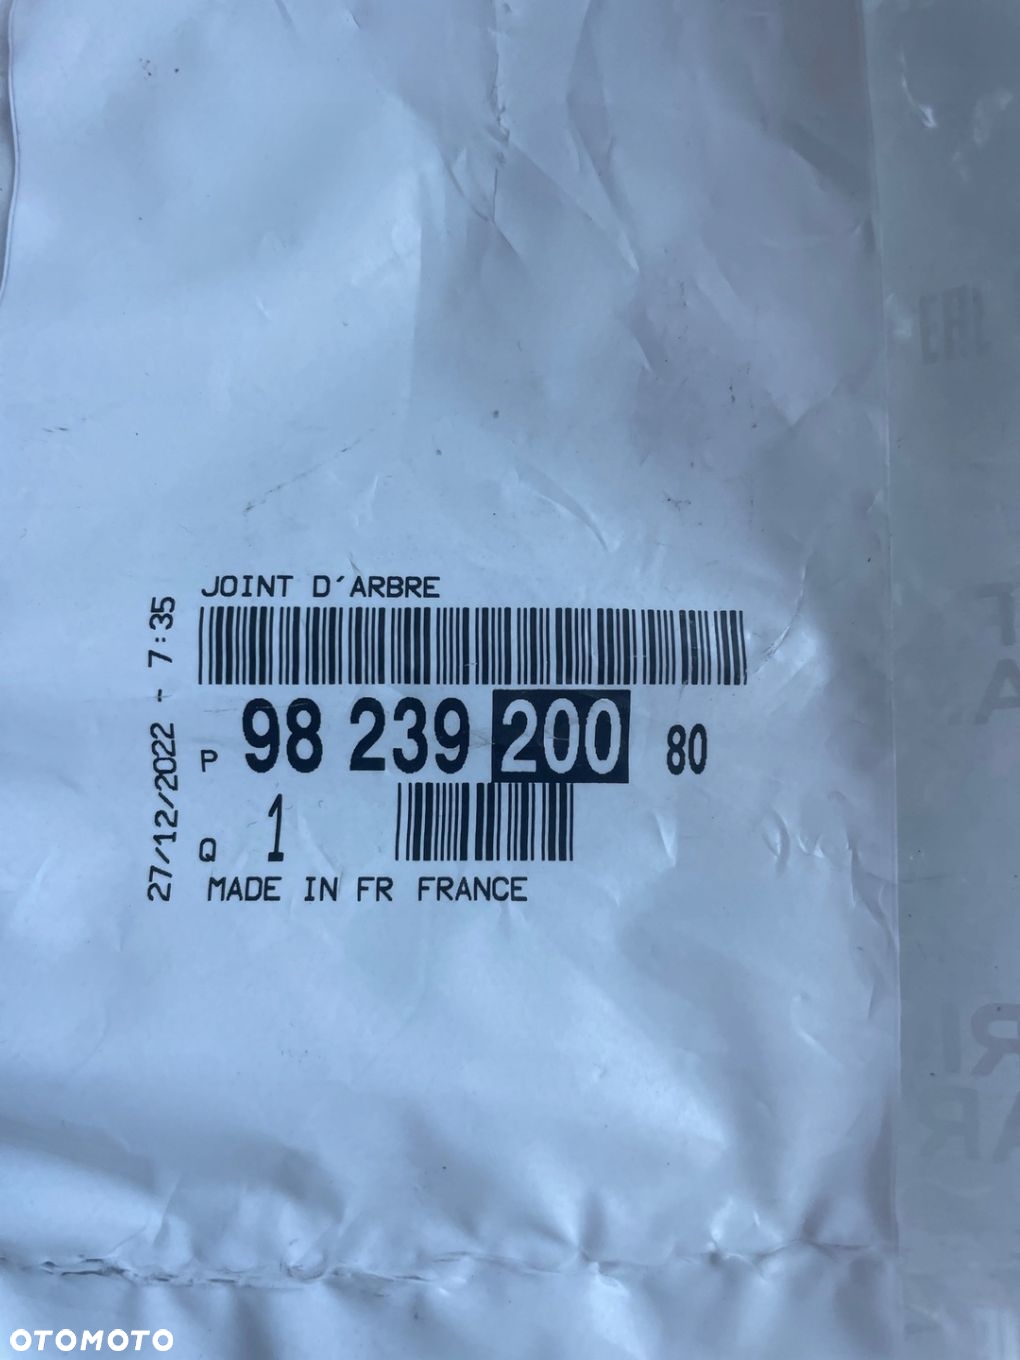 JOINT D'ARBRE
27/12/2022 - 7:35
P 98 239 200 80
Q 1
MADE IN FR FRANCE
OTOMOTO